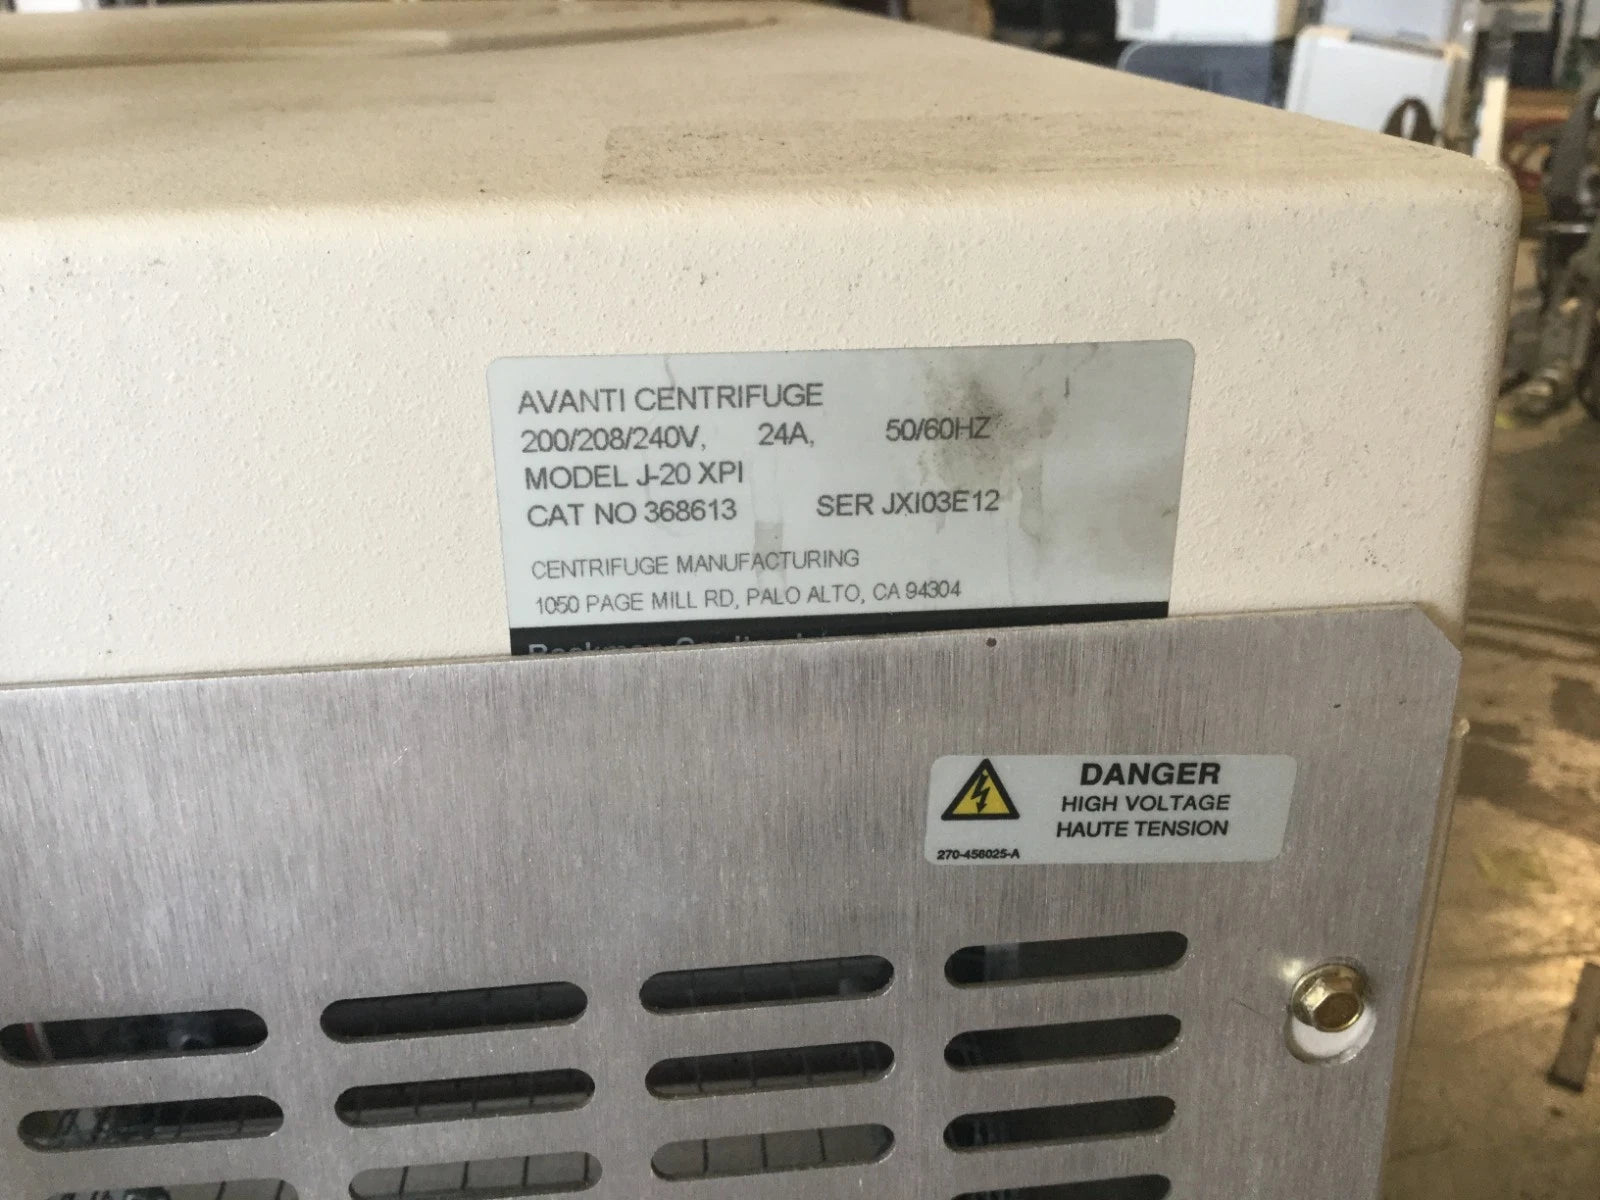 AVANTI CENTRIFUGE
200/208/240V, 24A, 50/60HZ
MODEL J-20 XPI
CAT NO 368613 SER JXI03E12
CENTRIFUGE MANUFACTURING
1050 PAGE MILL RD, PALO ALTO, CA 94304
DANGER
HIGH VOLTAGE
HAUTE TENSION
270-456025-A